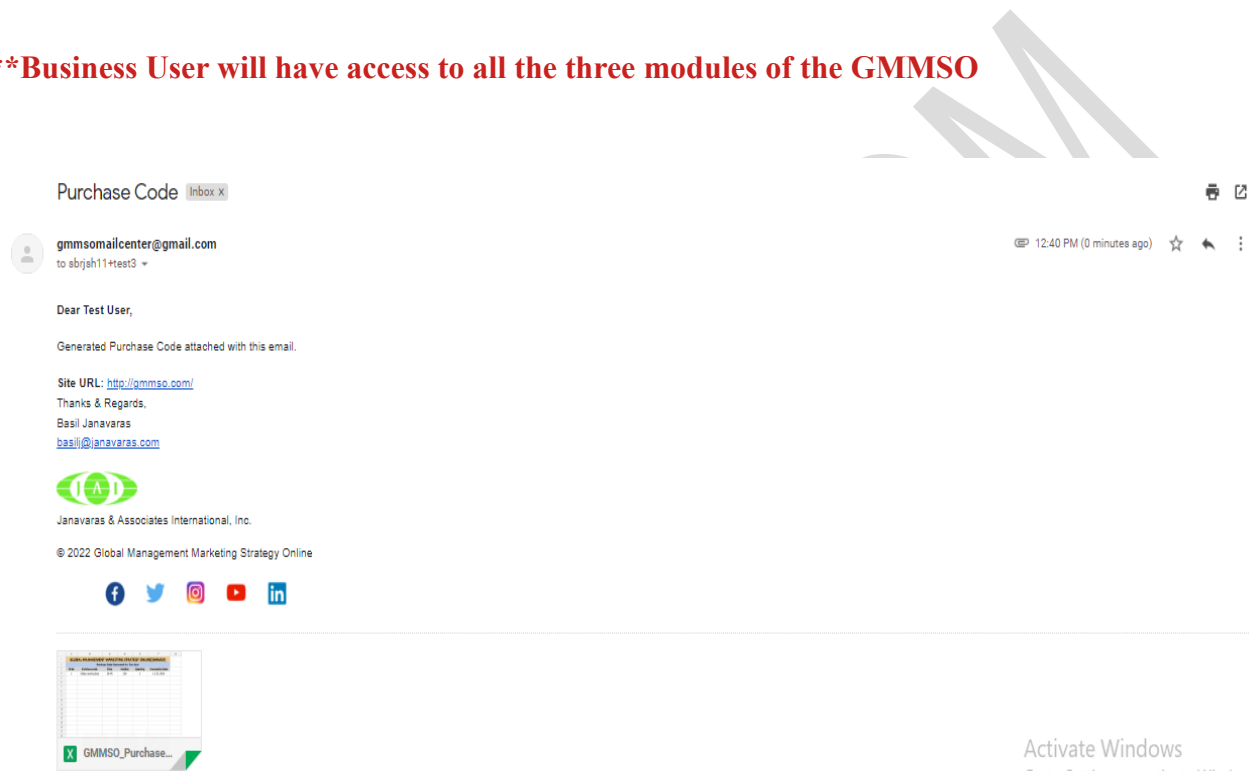 **Business User will have access to all the three modules of the GMMSO
Purchase Code Inbox x
gmmsomailcenter@gmail.com
12:40 PM (0 minutes ago)
to sbrjsh11+test3
Dear Test User,
Generated Purchase Code attached with this email.
Site URL: http://gmmso.com/
Thanks & Regards,
Basil Janavaras
basilj@janavaras.com
Janavaras & Associates International, Inc.
© 2022 Global Management Marketing Strategy Online
GMMSO_Purchase...
Activate Windows